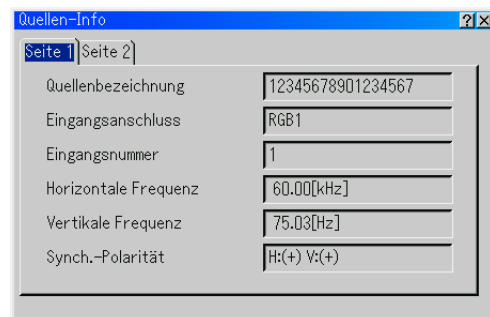 Quellen-Info ? ×
Seite 1 Seite 2
Quellenbezeichnung 12345678901234567
Eingangsanschluss RGB1
Eingangsnummer 1
Horizontale Frequenz 60.00[kHz]
Vertikale Frequenz 75.03[Hz]
Synch.-Polarität H:(+) V:(+)